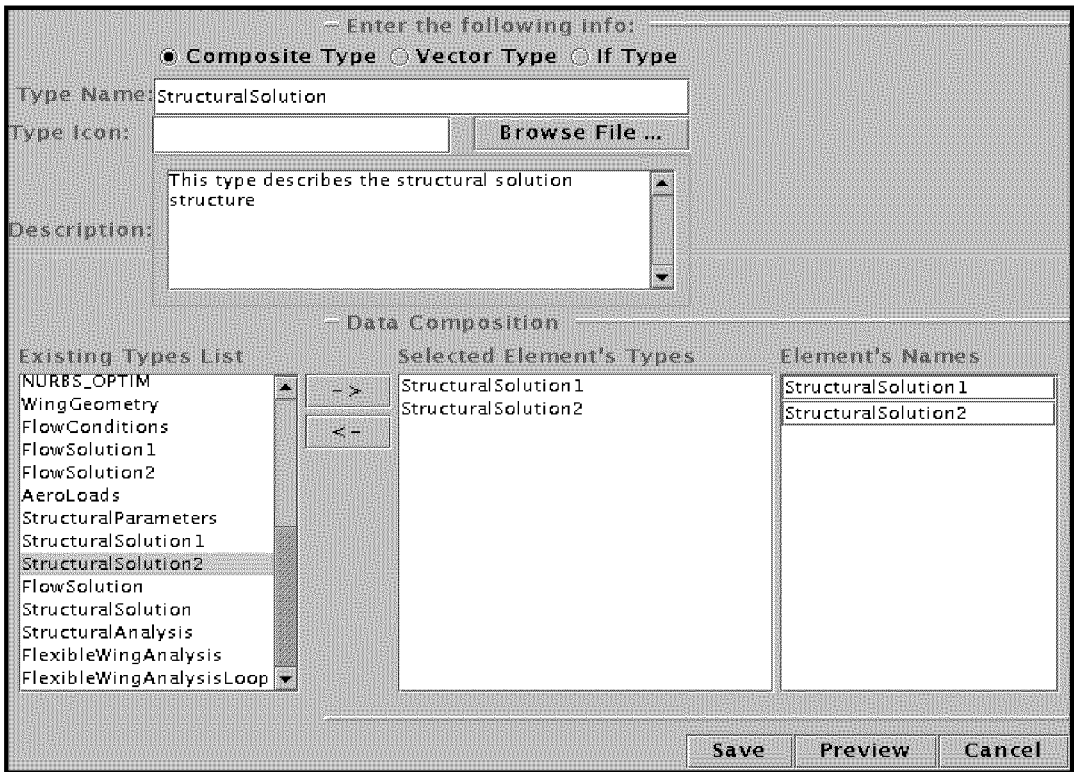 Enter the following info:
Composite Type Vector Type If Type
Type Name: StructuralSolution
Type Icon: Browse File ...
This type describes the structural solution
structure
Description:
Data Composition
Existing Types List
NURBS_OPTIM
WingGeometry
FlowConditions
FlowSolution1
FlowSolution2
AeroLoads
StructuralParameters
StructuralSolution1
StructuralSolution2
FlowSolution
StructuralSolution
StructuralAnalysis
FlexibleWingAnalysis
FlexibleWingAnalysisLoop
->
<-
Selected Element's Types
StructuralSolution1
StructuralSolution2
Element's Names
StructuralSolution1
StructuralSolution2
Save Preview Cancel